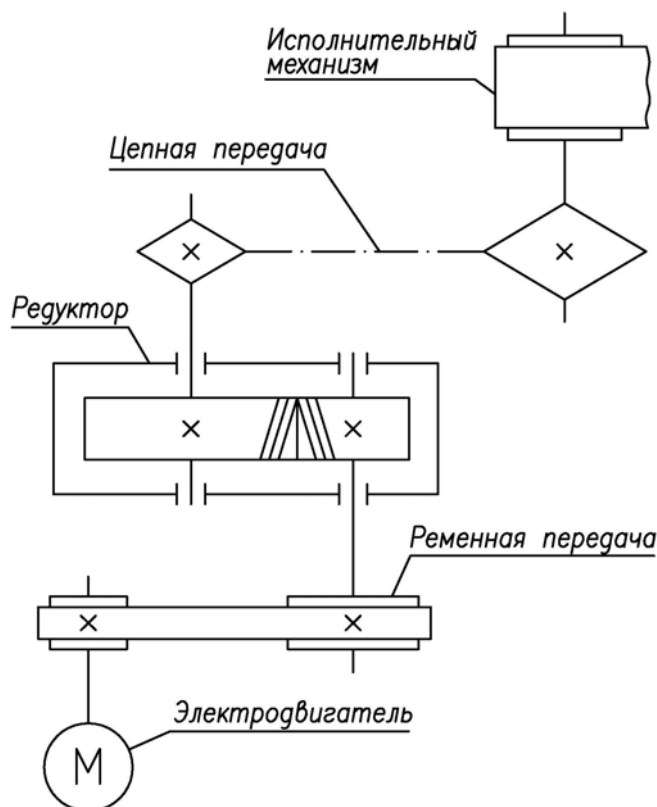 Исполнительный
механизм
Цепная передача
Редуктор
Ременная передача
Электродвигатель
М